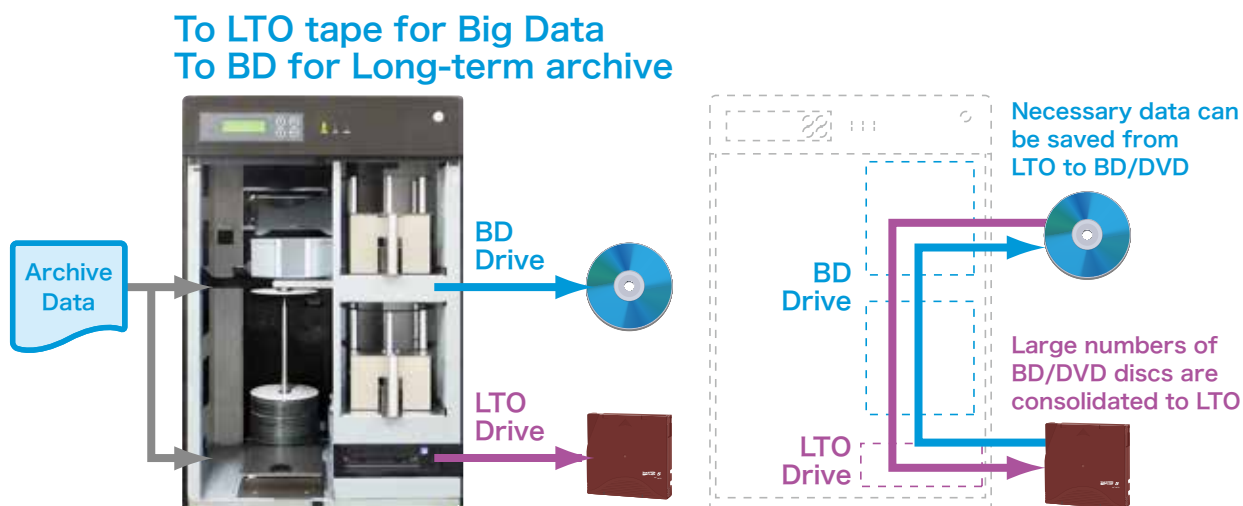 To LTO tape for Big Data
To BD for Long-term archive
Archive
Data
BD
Drive
LTO
Drive
Necessary data can
be saved from
LTO to BD/DVD
BD
Drive
Large numbers of
BD/DVD discs are
consolidated to LTO
LTO
Drive